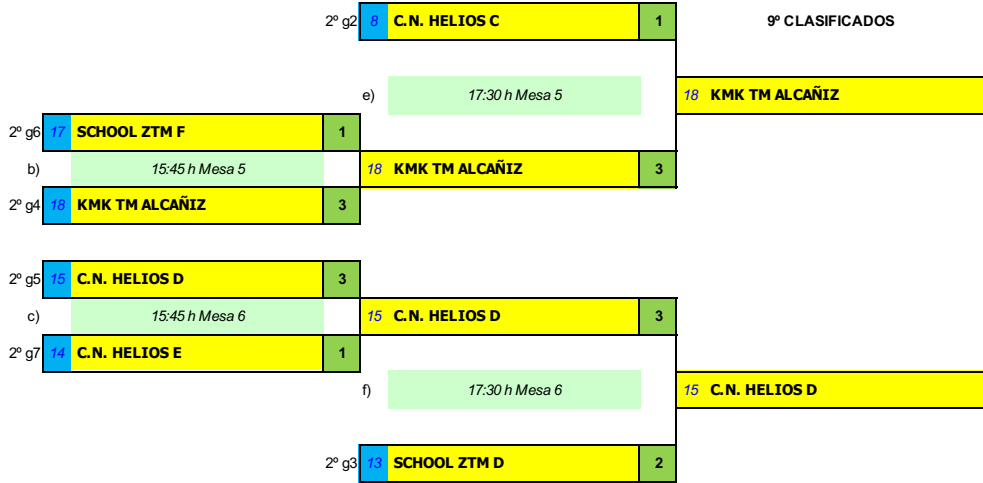 2º g2 8 C.N. HELIOS C 1 9º CLASIFICADOS
e) 17:30 h Mesa 5 18 KMK TM ALCAÑIZ
2º g6 17 SCHOOL ZTM F 1
b) 15:45 h Mesa 5 18 KMK TM ALCAÑIZ 3
2º g4 18 KMK TM ALCAÑIZ 3
2º g5 15 C.N. HELIOS D 3
c) 15:45 h Mesa 6 15 C.N. HELIOS D 3
2º g7 14 C.N. HELIOS E 1
f) 17:30 h Mesa 6 15 C.N. HELIOS D
2º g3 13 SCHOOL ZTM D 2